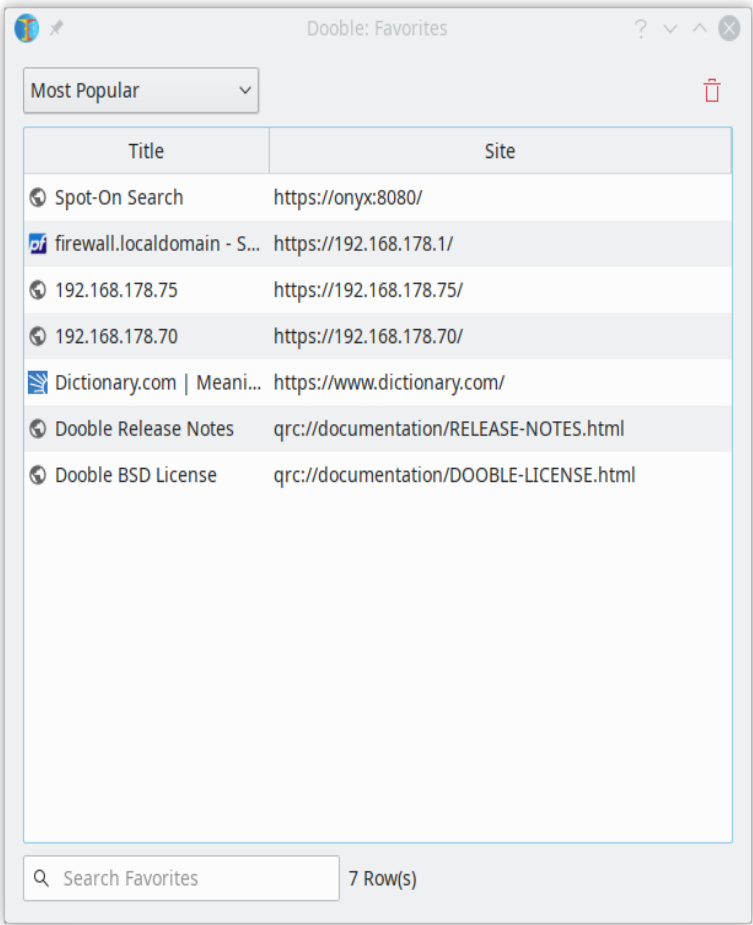 Dooble: Favorites
Most Popular
Title Site
Spot-On Search https://onyx:8080/
pf firewall.localdomain - S... https://192.168.178.1/
192.168.178.75 https://192.168.178.75/
192.168.178.70 https://192.168.178.70/
Dictionary.com | Meani... https://www.dictionary.com/
Dooble Release Notes qrc://documentation/RELEASE-NOTES.html
Dooble BSD License qrc://documentation/DOOBLE-LICENSE.html
Search Favorites 7 Row(s)